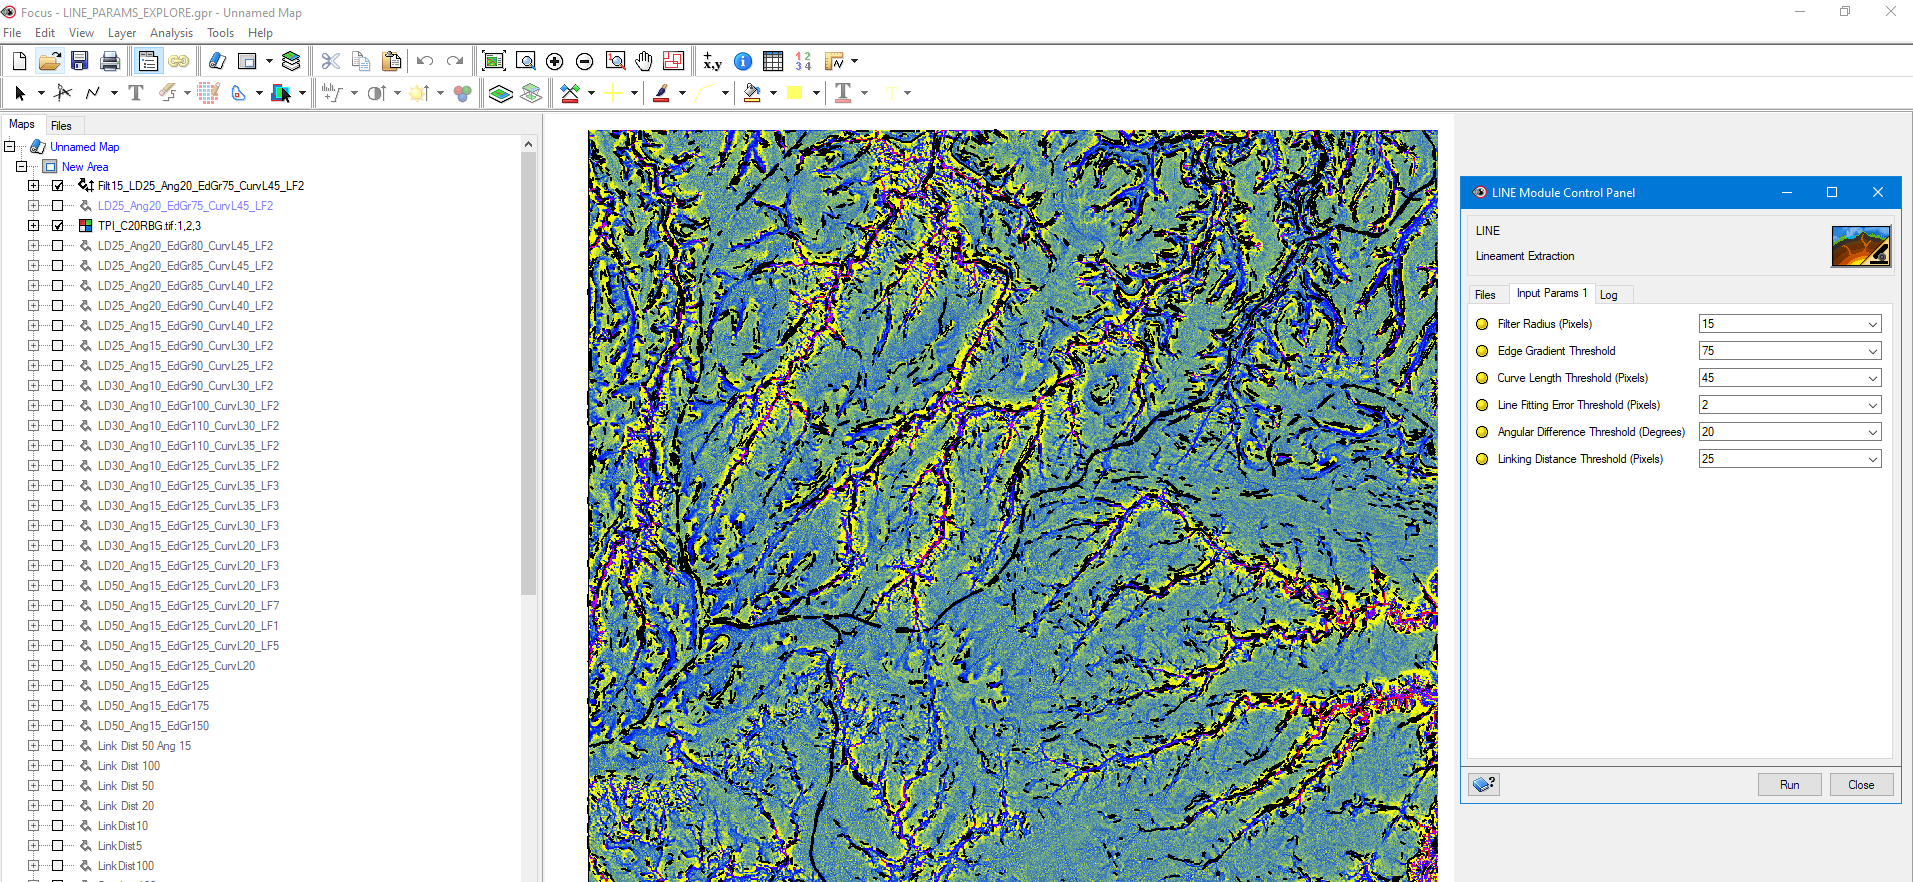 Focus - LINE_PARAMS_EXPLORE.gpr - Unnamed Map
File Edit View Layer Analysis Tools Help
x,y
1 2
3 4
Maps Files
Unnamed Map
New Area
Filt15_LD25_Ang20_EdGr75_CurvL45_LF2
LD25_Ang20_EdGr75_CurvL45_LF2
TPI_C20RBG.tif:1,2,3
LD25_Ang20_EdGr80_CurvL45_LF2
LD25_Ang20_EdGr85_CurvL45_LF2
LD25_Ang20_EdGr85_CurvL40_LF2
LD25_Ang20_EdGr90_CurvL40_LF2
LD25_Ang15_EdGr90_CurvL40_LF2
LD25_Ang15_EdGr90_CurvL30_LF2
LD25_Ang15_EdGr90_CurvL25_LF2
LD30_Ang10_EdGr90_CurvL30_LF2
LD30_Ang10_EdGr100_CurvL30_LF2
LD30_Ang10_EdGr110_CurvL30_LF2
LD30_Ang10_EdGr110_CurvL35_LF2
LD30_Ang10_EdGr125_CurvL35_LF2
LD30_Ang10_EdGr125_CurvL35_LF3
LD30_Ang15_EdGr125_CurvL35_LF3
LD30_Ang15_EdGr125_CurvL30_LF3
LD30_Ang15_EdGr125_CurvL20_LF3
LD20_Ang15_EdGr125_CurvL20_LF3
LD50_Ang15_EdGr125_CurvL20_LF3
LD50_Ang15_EdGr125_CurvL20_LF7
LD50_Ang15_EdGr125_CurvL20_LF1
LD50_Ang15_EdGr125_CurvL20_LF5
LD50_Ang15_EdGr125_CurvL20
LD50_Ang15_EdGr125
LD50_Ang15_EdGr175
LD50_Ang15_EdGr150
Link Dist 50 Ang 15
Link Dist 100
Link Dist 50
Link Dist 20
LinkDist10
LinkDist5
LinkDist100
LINE Module Control Panel
LINE
Lineament Extraction
Files Input Params 1 Log
Filter Radius (Pixels) 15
Edge Gradient Threshold 75
Curve Length Threshold (Pixels) 45
Line Fitting Error Threshold (Pixels) 2
Angular Difference Threshold (Degrees) 20
Linking Distance Threshold (Pixels) 25
Run Close